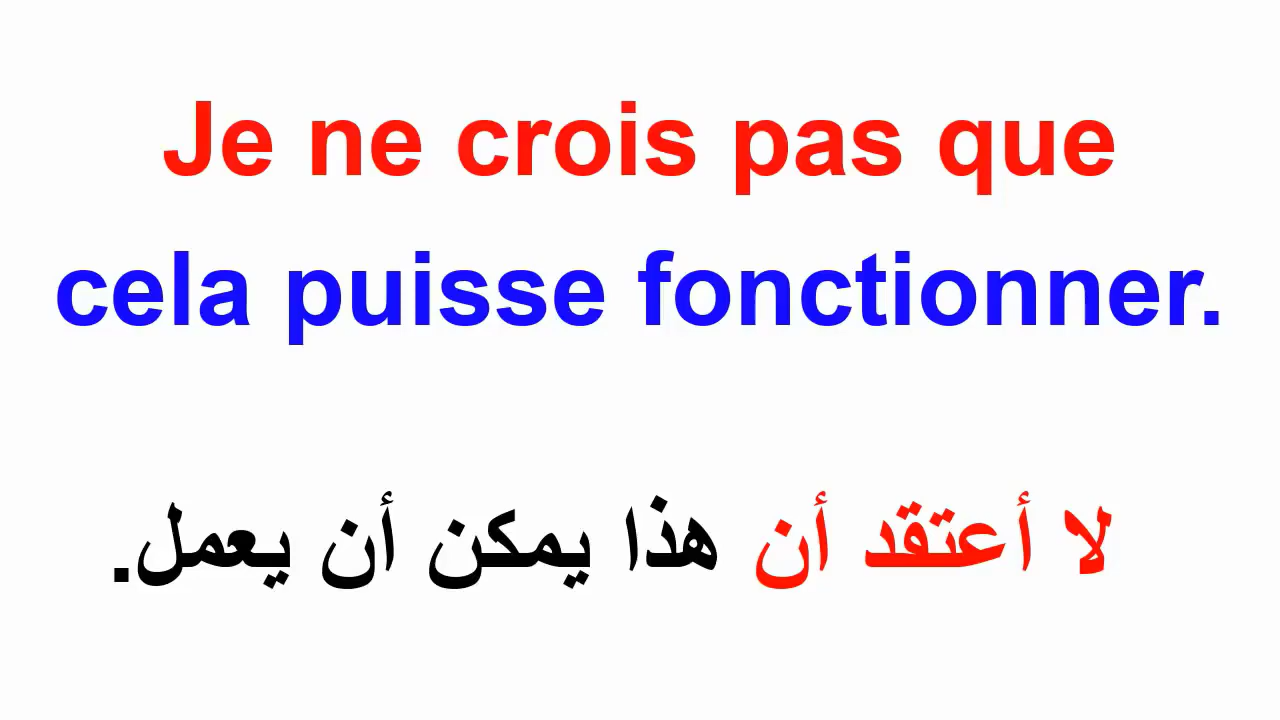 Je ne crois pas que
cela puisse fonctionner.
لا أعتقد أن هذا يمكن أن يعمل.